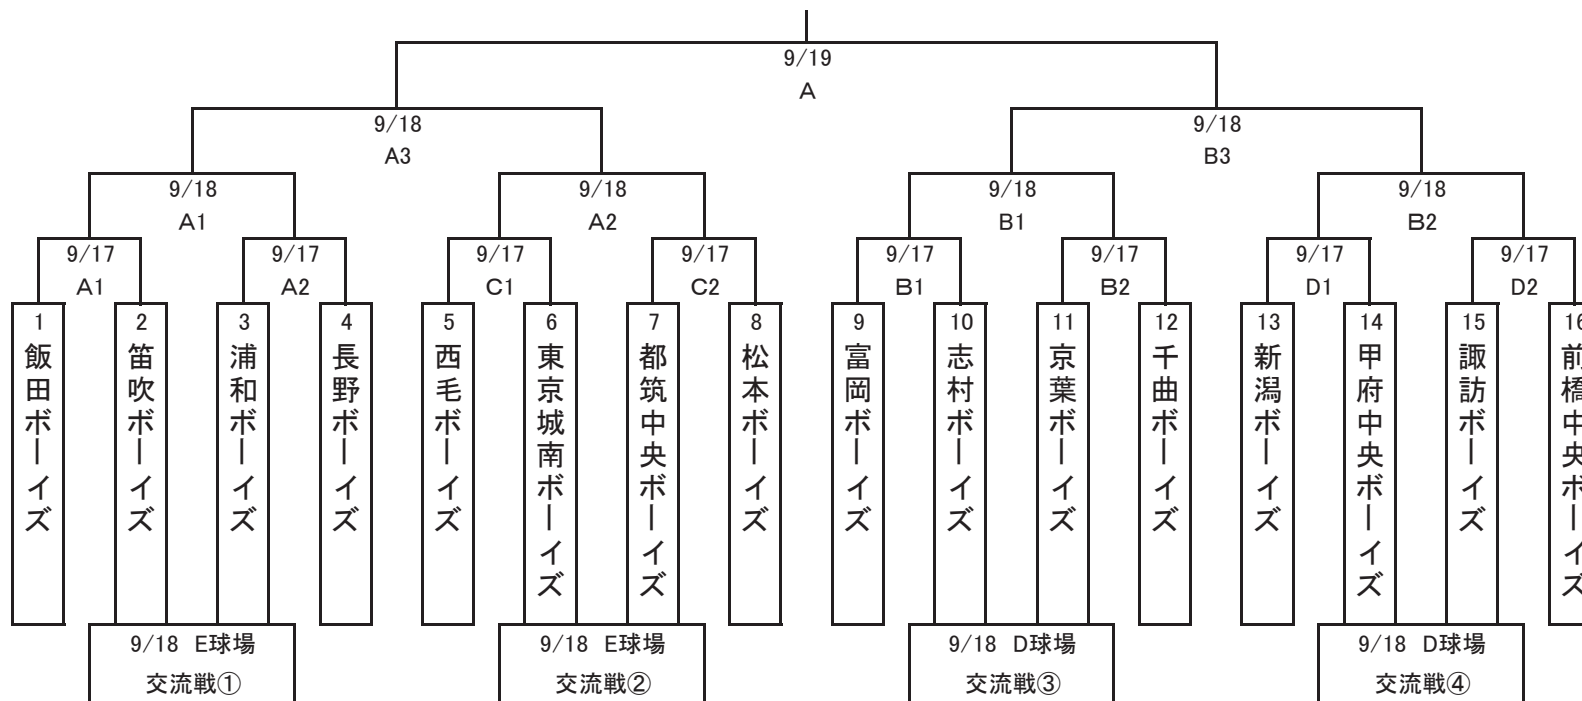 9/19
A
9/18 9/18
A3 B3
9/18 9/18 9/18 9/18
A1 A2 B1 B2
9/17 9/17 9/17 9/17 9/17 9/17 9/17 9/17
A1 A2 C1 C2 B1 B2 D1 D2
1 2 3 4 5 6 7 8 9 10 11 12 13 14 15 16
飯田ボーイズ
笛吹ボーイズ
浦和ボーイズ
長野ボーイズ
西毛ボーイズ
東京城南ボーイズ
都筑中央ボーイズ
松本ボーイズ
富岡ボーイズ
志村ボーイズ
京葉ボーイズ
千曲ボーイズ
新潟ボーイズ
甲府中央ボーイズ
諏訪ボーイズ
前橋中央ボーイズ
9/18 E球場 9/18 E球場 9/18 D球場 9/18 D球場
交流戦① 交流戦② 交流戦③ 交流戦④